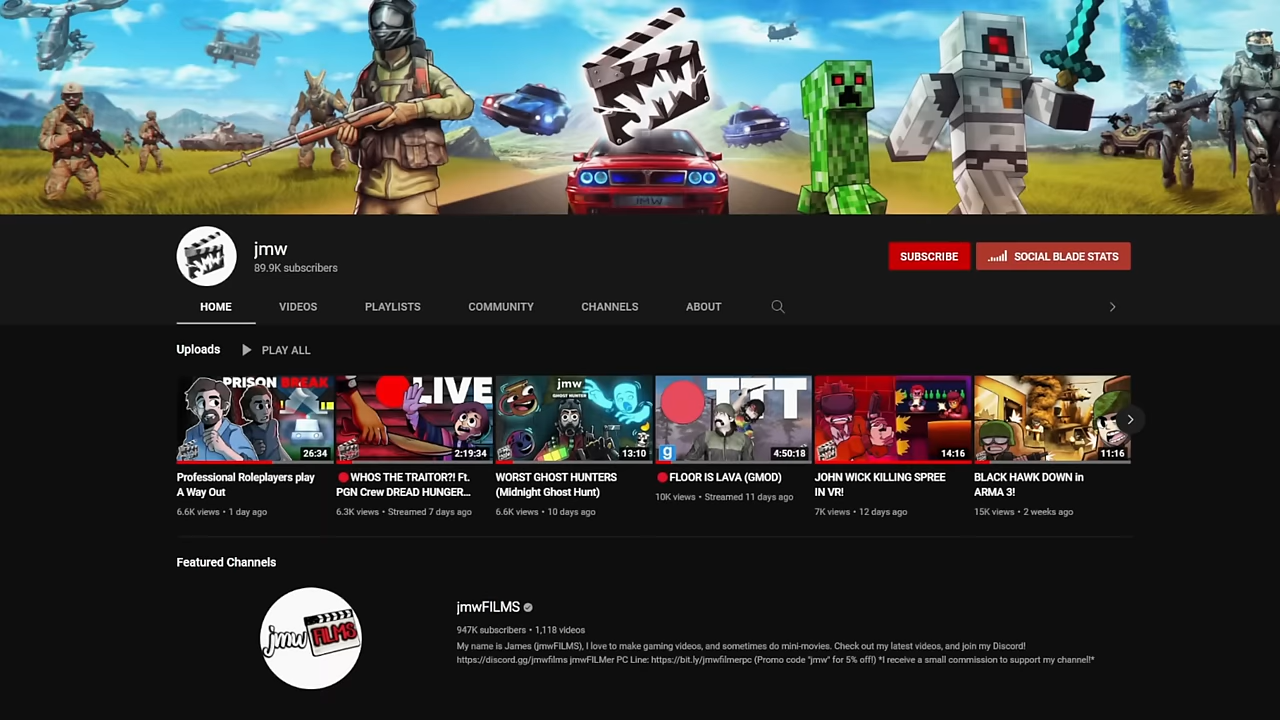 JMW
jmw
89.9K subscribers
SUBSCRIBE
SOCIAL BLADE STATS
HOME
VIDEOS
PLAYLISTS
COMMUNITY
CHANNELS
ABOUT
Uploads
PLAY ALL
PRISON BREAK
26:34
LIVE
2:19:34
jmw
GHOST HUNTER
13:10
TTT
g
4:50:18
14:16
11:16
Professional Roleplayers play
A Way Out
6.6K views • 1 day ago
🔴WHOS THE TRAITOR?! Ft.
PGN Crew DREAD HUNGER...
6.3K views • Streamed 7 days ago
WORST GHOST HUNTERS
(Midnight Ghost Hunt)
6.6K views • 10 days ago
🔴FLOOR IS LAVA (GMOD)
10K views • Streamed 11 days ago
JOHN WICK KILLING SPREE
IN VR!
7K views • 12 days ago
BLACK HAWK DOWN in
ARMA 3!
15K views • 2 weeks ago
Featured Channels
jmw FILMS
jmwFILMS
947K subscribers • 1,118 videos
My name is James (jmwFILMS), I love to make gaming videos, and sometimes do mini-movies. Check out my latest videos, and join my Discord!
https://discord.gg/jmwfilms jmwFILMer PC Line: https://bit.ly/jmwfilmerpc (Promo code "jmw" for 5% off!) *I receive a small commission to support my channel!*